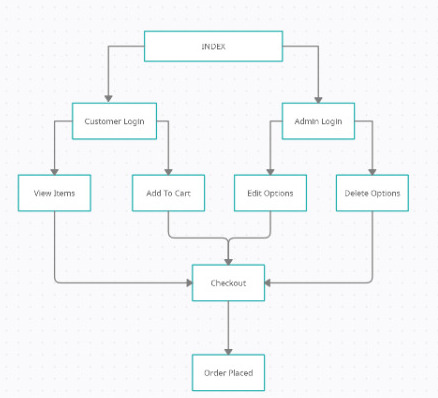 INDEX
Customer Login
Admin Login
View Items
Add To Cart
Edit Options
Delete Options
Checkout
Order Placed